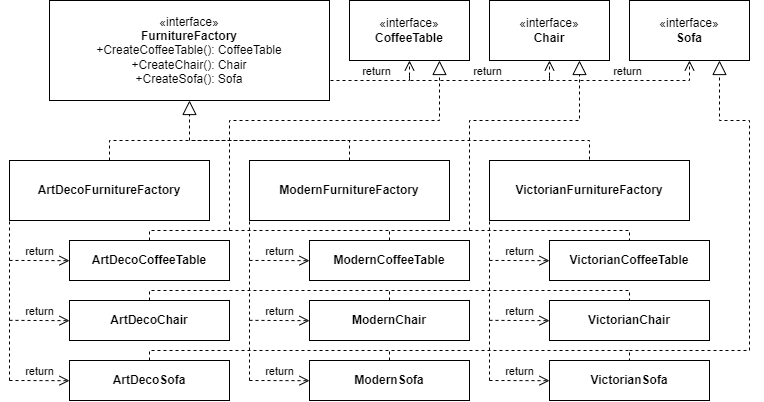 «interface»
FurnitureFactory
+CreateCoffeeTable(): CoffeeTable
+CreateChair(): Chair
+CreateSofa(): Sofa
«interface»
CoffeeTable
«interface»
Chair
«interface»
Sofa
return
return
return
ArtDecoFurnitureFactory
ModernFurnitureFactory
VictorianFurnitureFactory
return
ArtDecoCoffeeTable
return
ModernCoffeeTable
return
VictorianCoffeeTable
return
ArtDecoChair
return
ModernChair
return
VictorianChair
return
ArtDecoSofa
return
ModernSofa
return
VictorianSofa